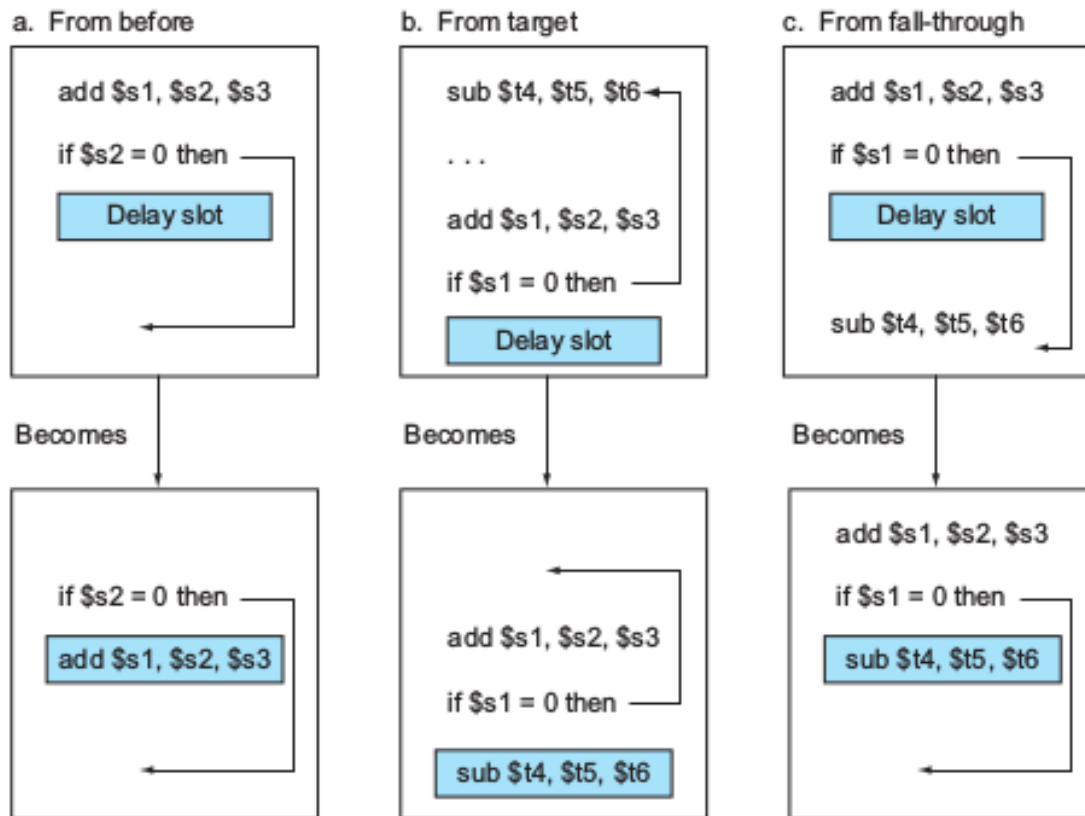 a. From before
add $s1, $s2, $s3
if $s2 = 0 then
Delay slot
Becomes
if $s2 = 0 then
add $s1, $s2, $s3
b. From target
sub $t4, $t5, $t6
. . .
add $s1, $s2, $s3
if $s1 = 0 then
Delay slot
Becomes
add $s1, $s2, $s3
if $s1 = 0 then
sub $t4, $t5, $t6
c. From fall-through
add $s1, $s2, $s3
if $s1 = 0 then
Delay slot
sub $t4, $t5, $t6
Becomes
add $s1, $s2, $s3
if $s1 = 0 then
sub $t4, $t5, $t6